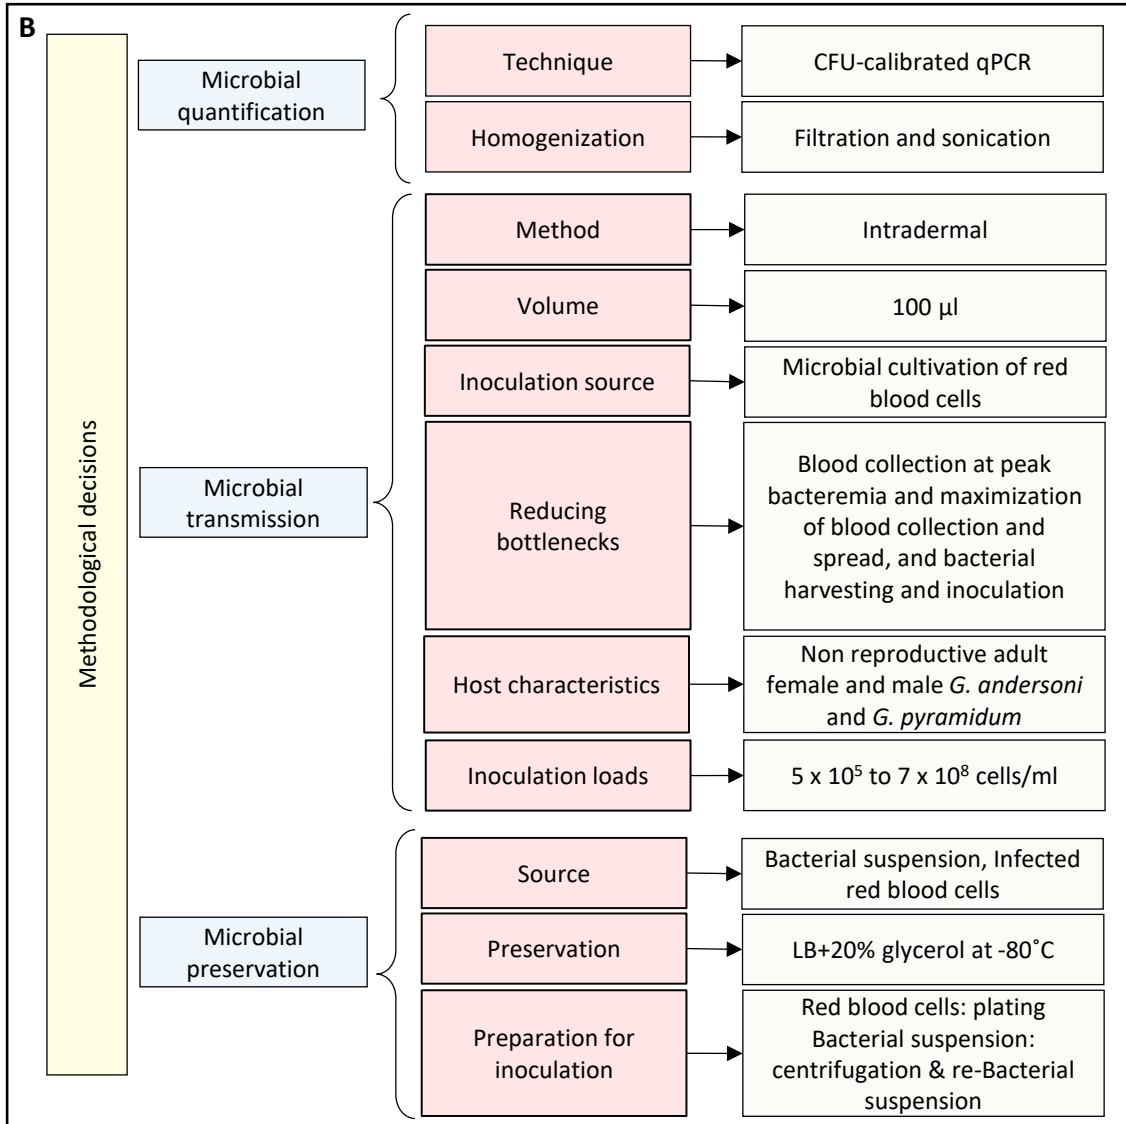 B
Methodological decisions
Microbial
quantification
Technique
CFU-calibrated qPCR
Homogenization
Filtration and sonication
Microbial
transmission
Method
Intradermal
Volume
100 µl
Inoculation source
Microbial cultivation of red
blood cells
Reducing
bottlenecks
Blood collection at peak
bacteremia and maximization
of blood collection and
spread, and bacterial
harvesting and inoculation
Host characteristics
Non reproductive adult
female and male G. andersoni
and G. pyramidum
Inoculation loads
5 x 10⁵ to 7 x 10⁸ cells/ml
Microbial
preservation
Source
Bacterial suspension, Infected
red blood cells
Preservation
LB+20% glycerol at -80˚C
Preparation for
inoculation
Red blood cells: plating
Bacterial suspension:
centrifugation & re-Bacterial
suspension